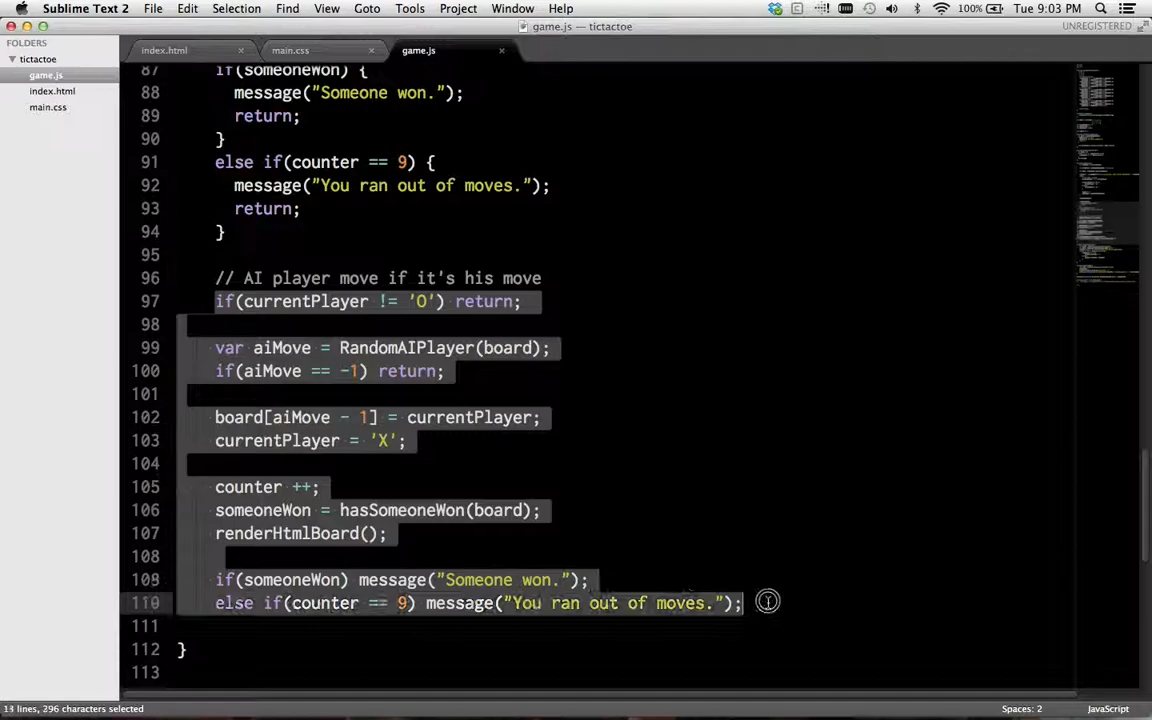 Sublime Text 2 File Edit Selection Find View Goto Tools Project Window Help 100% Tue 9:03 PM
game.js — tictactoe UNREGISTERED
FOLDERS
tictactoe
game.js
index.html
main.css
index.html × main.css × game.js ×
87 if(someoneWon) {
88 message("Someone won.");
89 return;
90 }
91 else if(counter == 9) {
92 message("You ran out of moves.");
93 return;
94 }
95
96 // AI player move if it's his move
97 if(currentPlayer != 'O') return;
98
99 var aiMove = RandomAIPlayer(board);
100 if(aiMove == -1) return;
101
102 board[aiMove - 1] = currentPlayer;
103 currentPlayer = 'X';
104
105 counter ++;
106 someoneWon = hasSomeoneWon(board);
107 renderHtmlBoard();
108
109 if(someoneWon) message("Someone won.");
110 else if(counter == 9) message("You ran out of moves.");
111
112 }
113
lines, 296 characters selected Spaces: 2 JavaScript